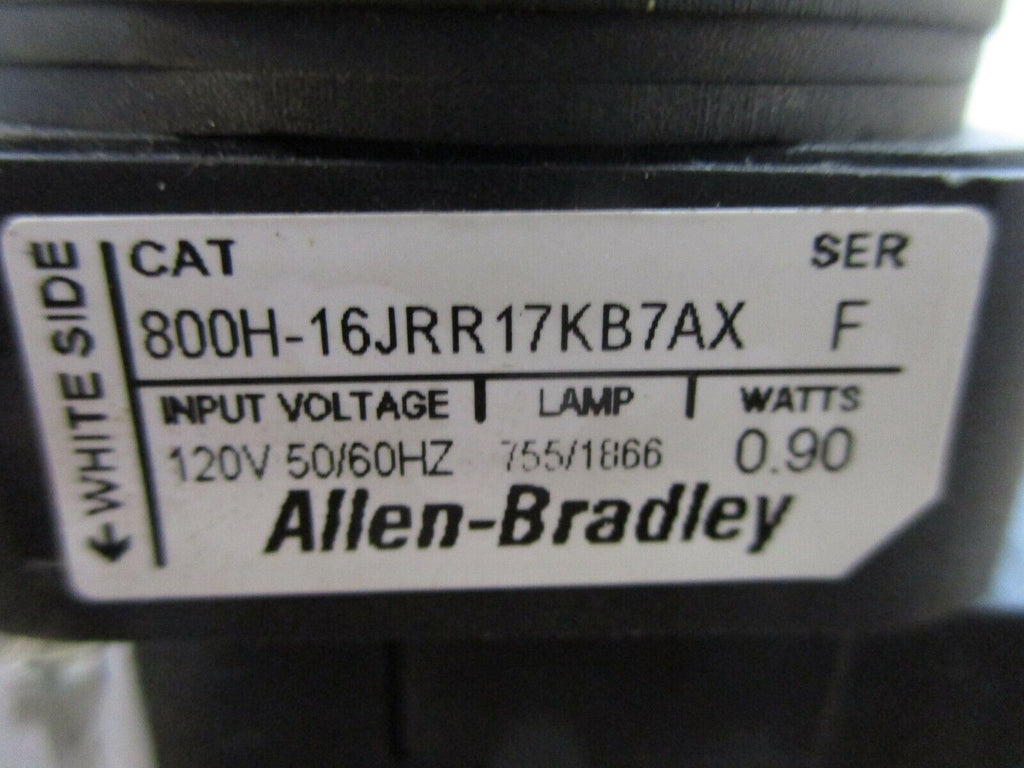 ← WHITE SIDE
CAT SER
800H-16JRR17KB7AX F
INPUT VOLTAGE LAMP WATTS
120V 50/60HZ 755/1866 0.90
Allen-Bradley